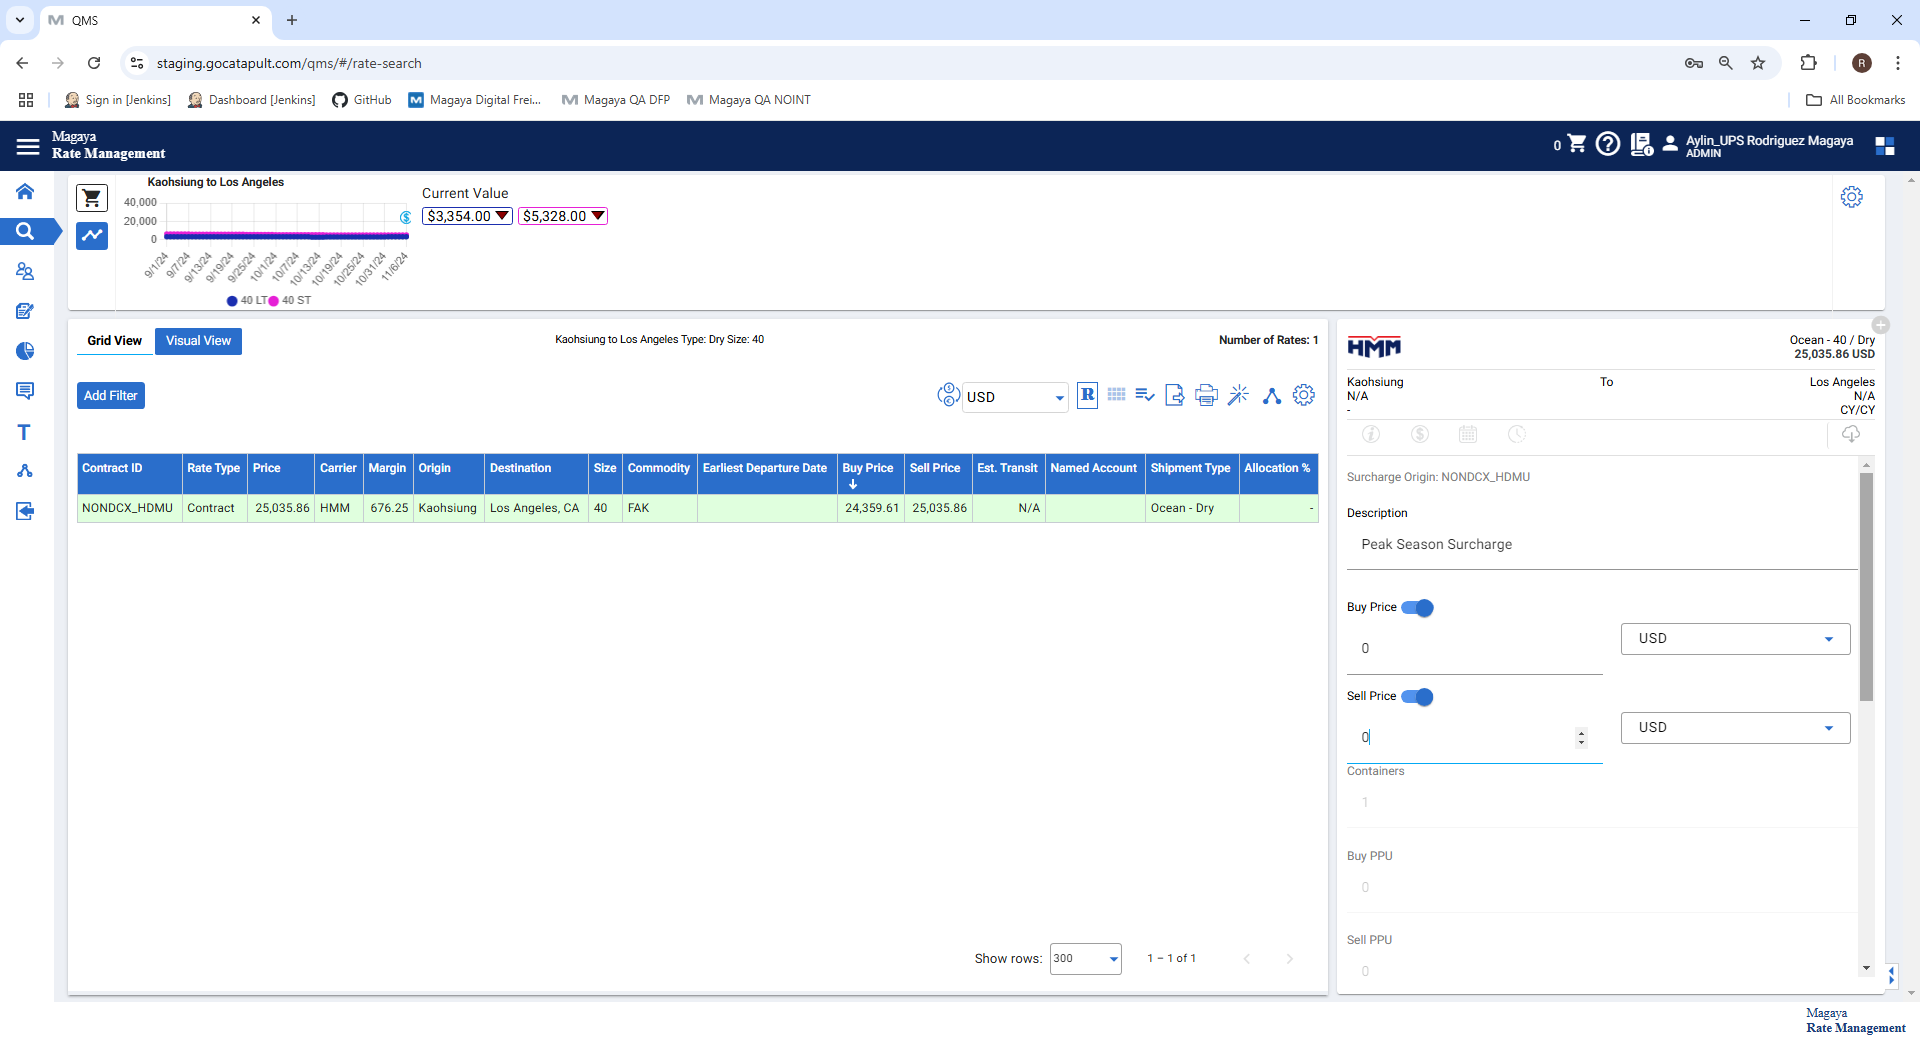 QMS
staging.gocatapult.com/qms/#/rate-search
R
Sign in [Jenkins]
Dashboard [Jenkins]
GitHub
Magaya Digital Frei...
Magaya QA DFP
Magaya QA NOINT
All Bookmarks
Magaya
Rate Management
0
Aylin_UPS Rodriguez Magaya
ADMIN
Kaohsiung to Los Angeles
40,000
20,000
0
9/1/24 9/7/24 9/13/24 9/19/24 9/25/24 10/1/24 10/7/24 10/13/24 10/19/24 10/25/24 10/31/24 11/6/24
40 LT 40 ST
Current Value
$3,354.00 $5,328.00
Grid View
Visual View
Kaohsiung to Los Angeles Type: Dry Size: 40
Number of Rates: 1
Add Filter
USD
R
Contract ID Rate Type Price Carrier Margin Origin Destination Size Commodity Earliest Departure Date Buy Price Sell Price Est. Transit Named Account Shipment Type Allocation %
NONDCX_HDMU Contract 25,035.86 HMM 676.25 Kaohsiung Los Angeles, CA 40 FAK 24,359.61 25,035.86 N/A Ocean - Dry -
Show rows: 300 1 – 1 of 1
HMM
Ocean - 40 / Dry
25,035.86 USD
Kaohsiung To Los Angeles
N/A N/A
- CY/CY
Surcharge Origin: NONDCX_HDMU
Description
Peak Season Surcharge
Buy Price
0 USD
Sell Price
0 USD
Containers
1
Buy PPU
0
Sell PPU
0
T
Magaya
Rate Management